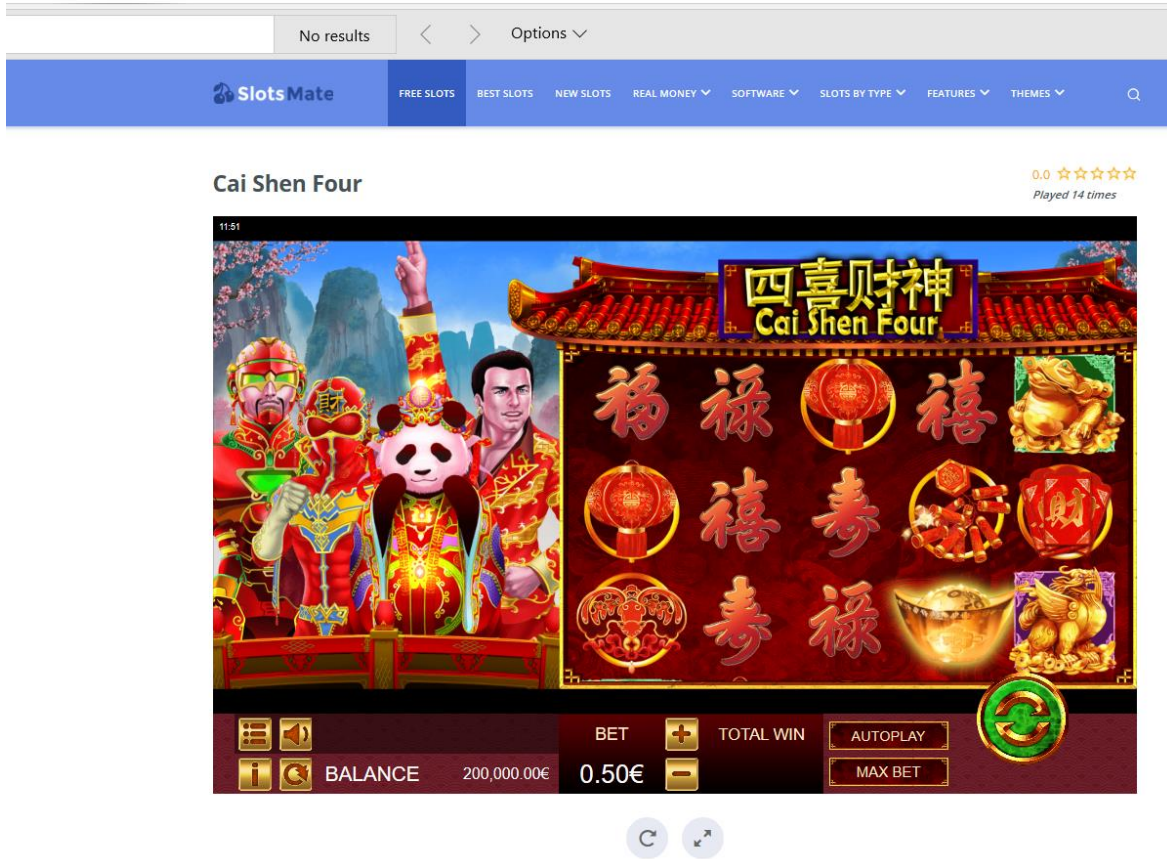 No results
Options
SlotsMate
FREE SLOTS
BEST SLOTS
NEW SLOTS
REAL MONEY
SOFTWARE
SLOTS BY TYPE
FEATURES
THEMES
Cai Shen Four
0.0
Played 14 times
11:51
四喜财神
Cai Shen Four
財
福 禄 禧
禧 寿 財
寿 禄
BET
TOTAL WIN
AUTOPLAY
BALANCE
200,000.00€
0.50€
MAX BET